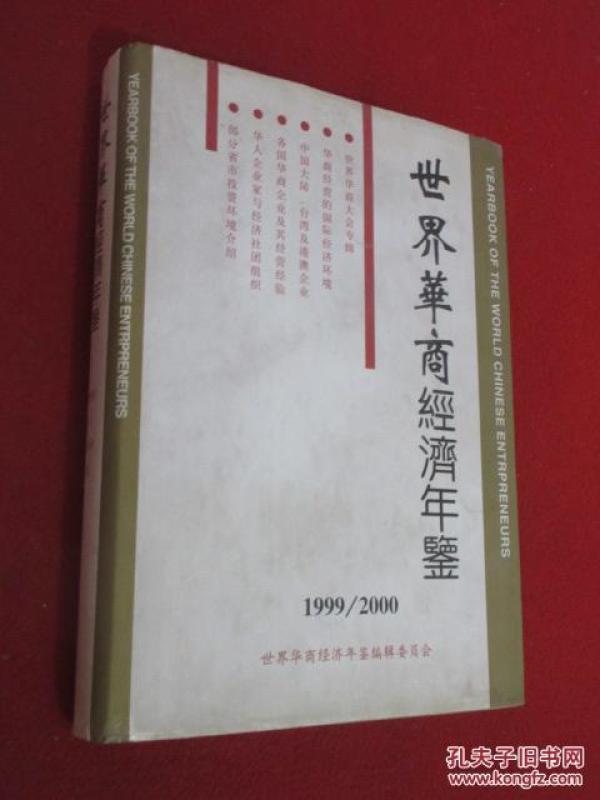 世界華商經濟年鑒
YEARBOOK OF THE WORLD CHINESE ENTRPRENEURS
YEARBOOK OF THE WORLD CHINESE ENTRPRENEURS
● 世界华商大会专辑
● 华商经营的国际经济环境
● 中国大陆、台湾及港澳企业
● 各国华商企业及其经营经验
● 华人企业家与经济社团组织
● 部分省市投资环境介绍
1999/2000
世界华商经济年鉴编辑委员会
孔夫子旧书网
www.kongfz.com